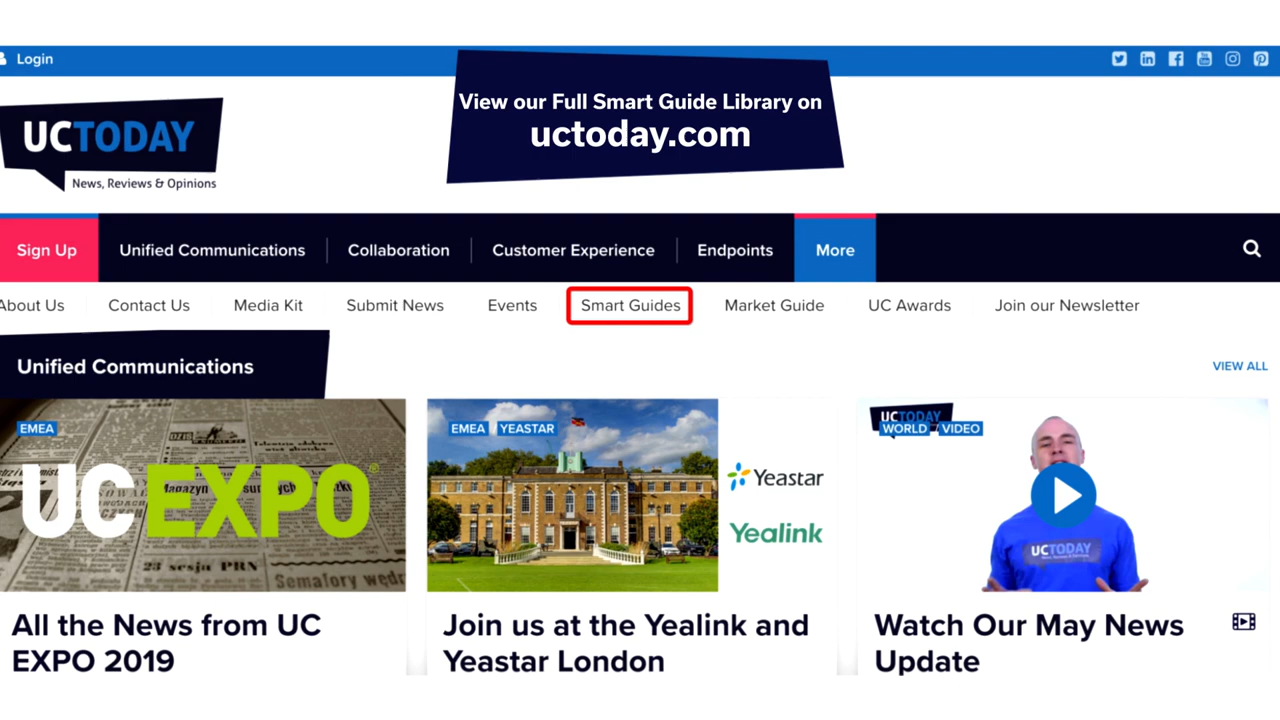 Login
View our Full Smart Guide Library on
uctoday.com
UCTODAY
News, Reviews & Opinions
Sign Up
Unified Communications
Collaboration
Customer Experience
Endpoints
More
About Us
Contact Us
Media Kit
Submit News
Events
Smart Guides
Market Guide
UC Awards
Join our Newsletter
Unified Communications
VIEW ALL
EMEA
UC EXPO
23 sesja PRN
All the News from UC
EXPO 2019
EMEA
YEASTAR
Yeastar
Yealink
Join us at the Yealink and
Yeastar London
UCTODAY
WORLD
VIDEO
UCTODAY
Watch Our May News
Update